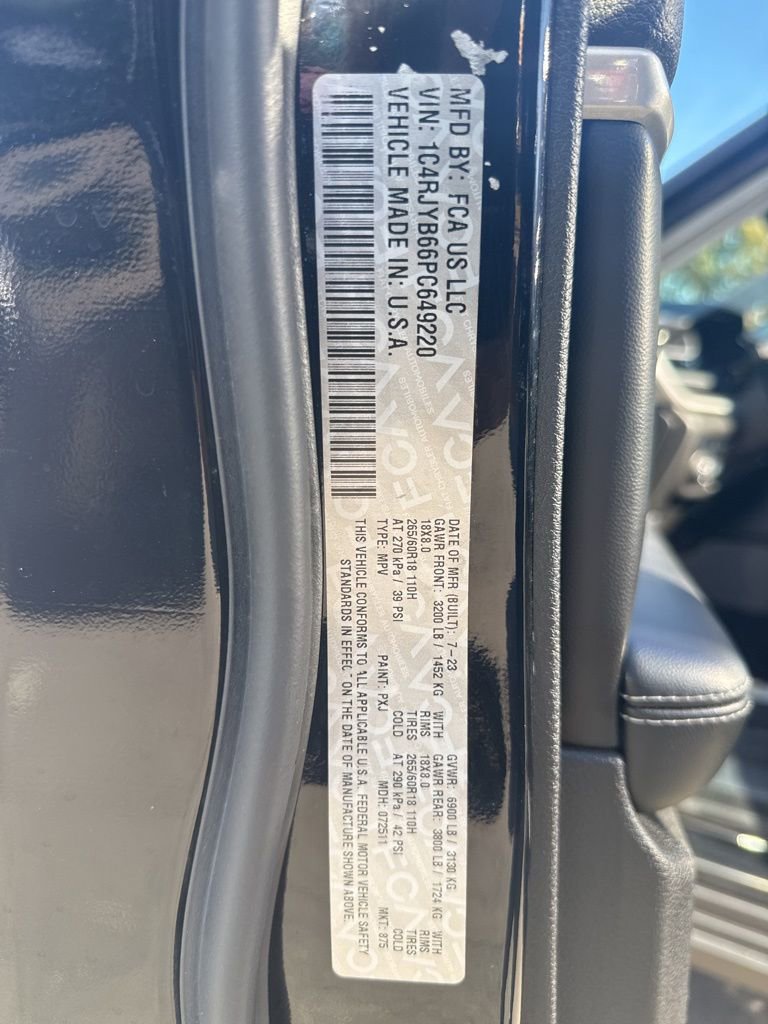 MFD BY: FCA US LLC
VIN: 1C4RJYB66PC649220
VEHICLE MADE IN: U.S.A.
DATE OF MFR (BUILT): 7-23 GVWR: 6900 LB / 3130 KG
GAWR FRONT: 3200 LB / 1452 KG WITH GAWR REAR: 3800 LB / 1724 KG WITH
18X8.0 RIMS 18X8.0 RIMS
265/60R18 110H TIRES 265/60R18 110H TIRES
AT 270 kPa / 39 PSI COLD AT 290 kPa / 42 PSI COLD
TYPE: MPV PAINT: PXJ MDH: 072511 MKT: 875
THIS VEHICLE CONFORMS TO ALL APPLICABLE U.S.A. FEDERAL MOTOR VEHICLE SAFETY
STANDARDS IN EFFECT ON THE DATE OF MANUFACTURE SHOWN ABOVE.